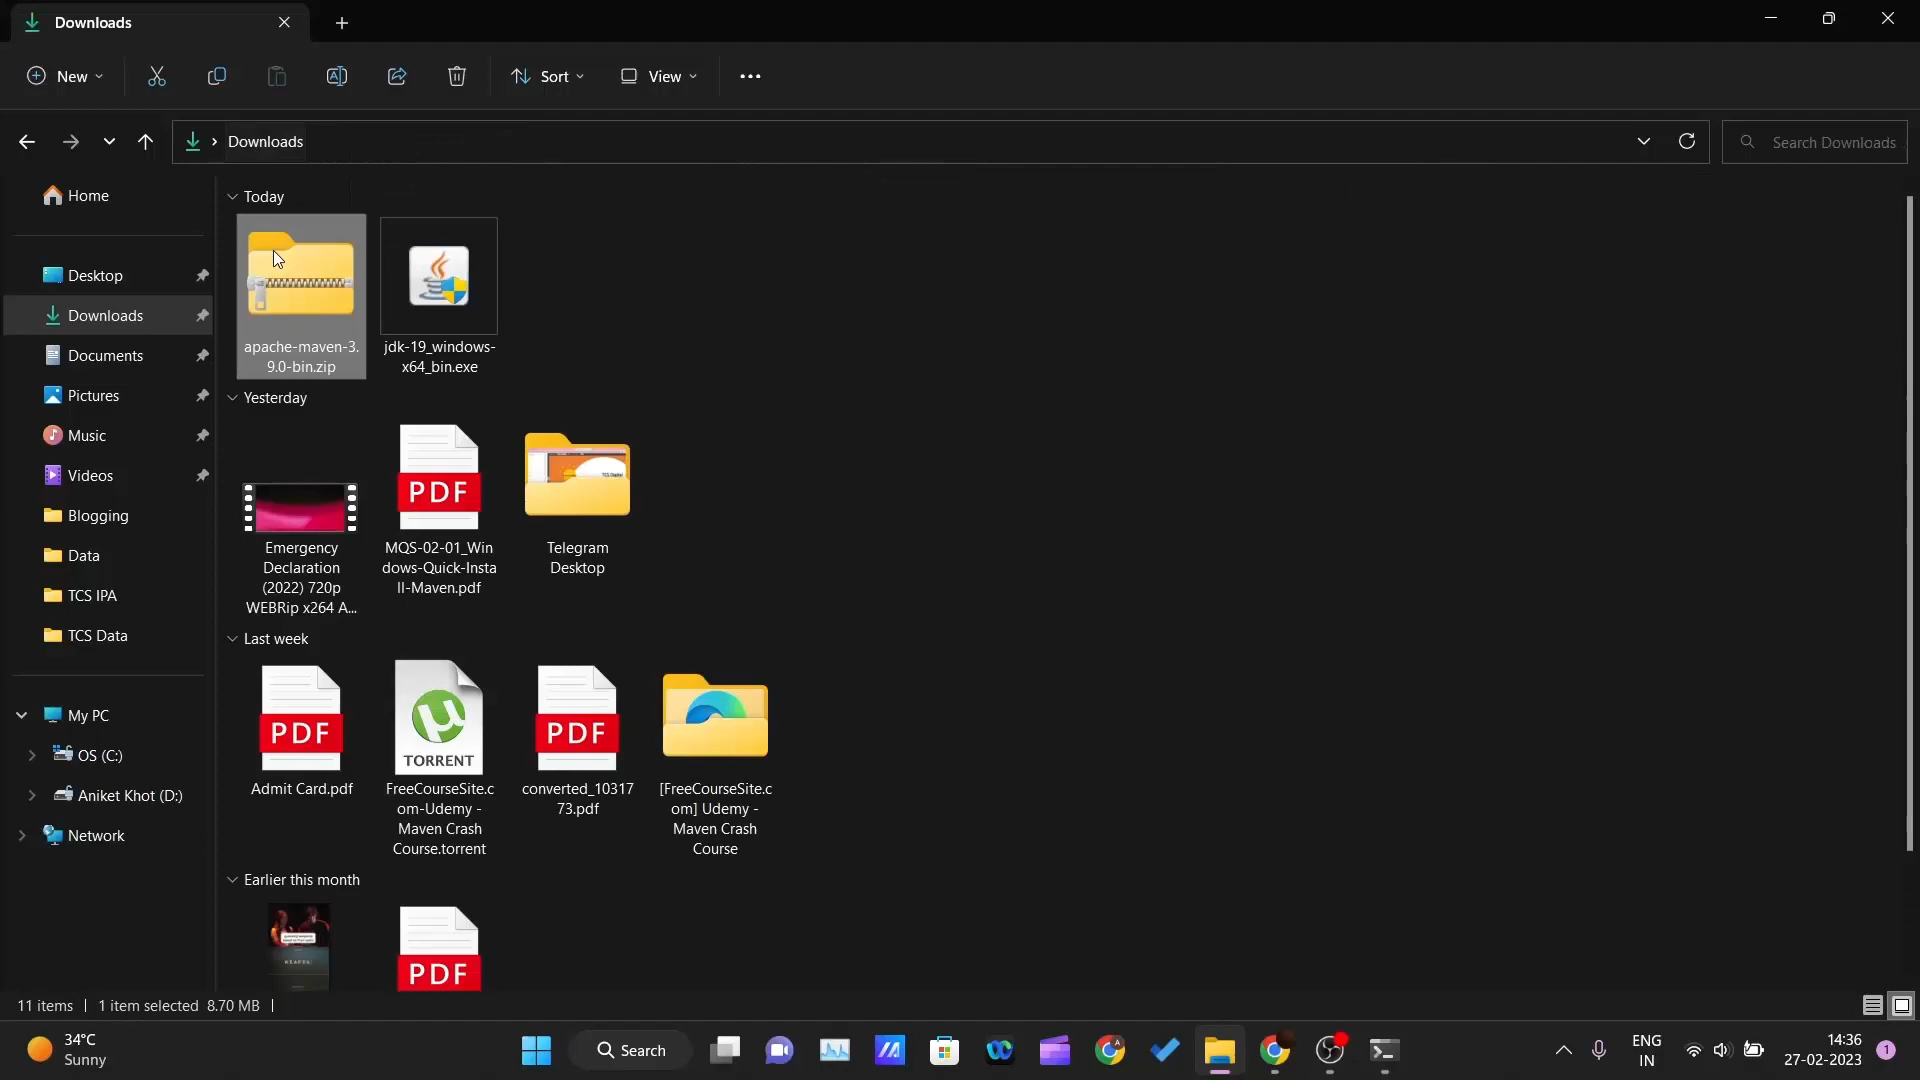 Downloads
New
Sort
View
Downloads
Search Downloads
Home
Desktop
Downloads
Documents
Pictures
Music
Videos
Blogging
Data
TCS IPA
TCS Data
My PC
OS (C:)
Aniket Khot (D:)
Network
Today
apache-maven-3.
9.0-bin.zip
jdk-19_windows-
x64_bin.exe
Yesterday
Emergency
Declaration
(2022) 720p
WEBRip x264 A...
PDF
MQS-02-01_Win
dows-Quick-Insta
ll-Maven.pdf
Telegram
Desktop
Last week
PDF
Admit Card.pdf
TORRENT
FreeCourseSite.c
om-Udemy -
Maven Crash
Course.torrent
PDF
converted_10317
73.pdf
[FreeCourseSite.c
om] Udemy -
Maven Crash
Course
Earlier this month
PDF
11 items
1 item selected 8.70 MB
34°C
Sunny
Search
ENG
IN
14:36
27-02-2023
1